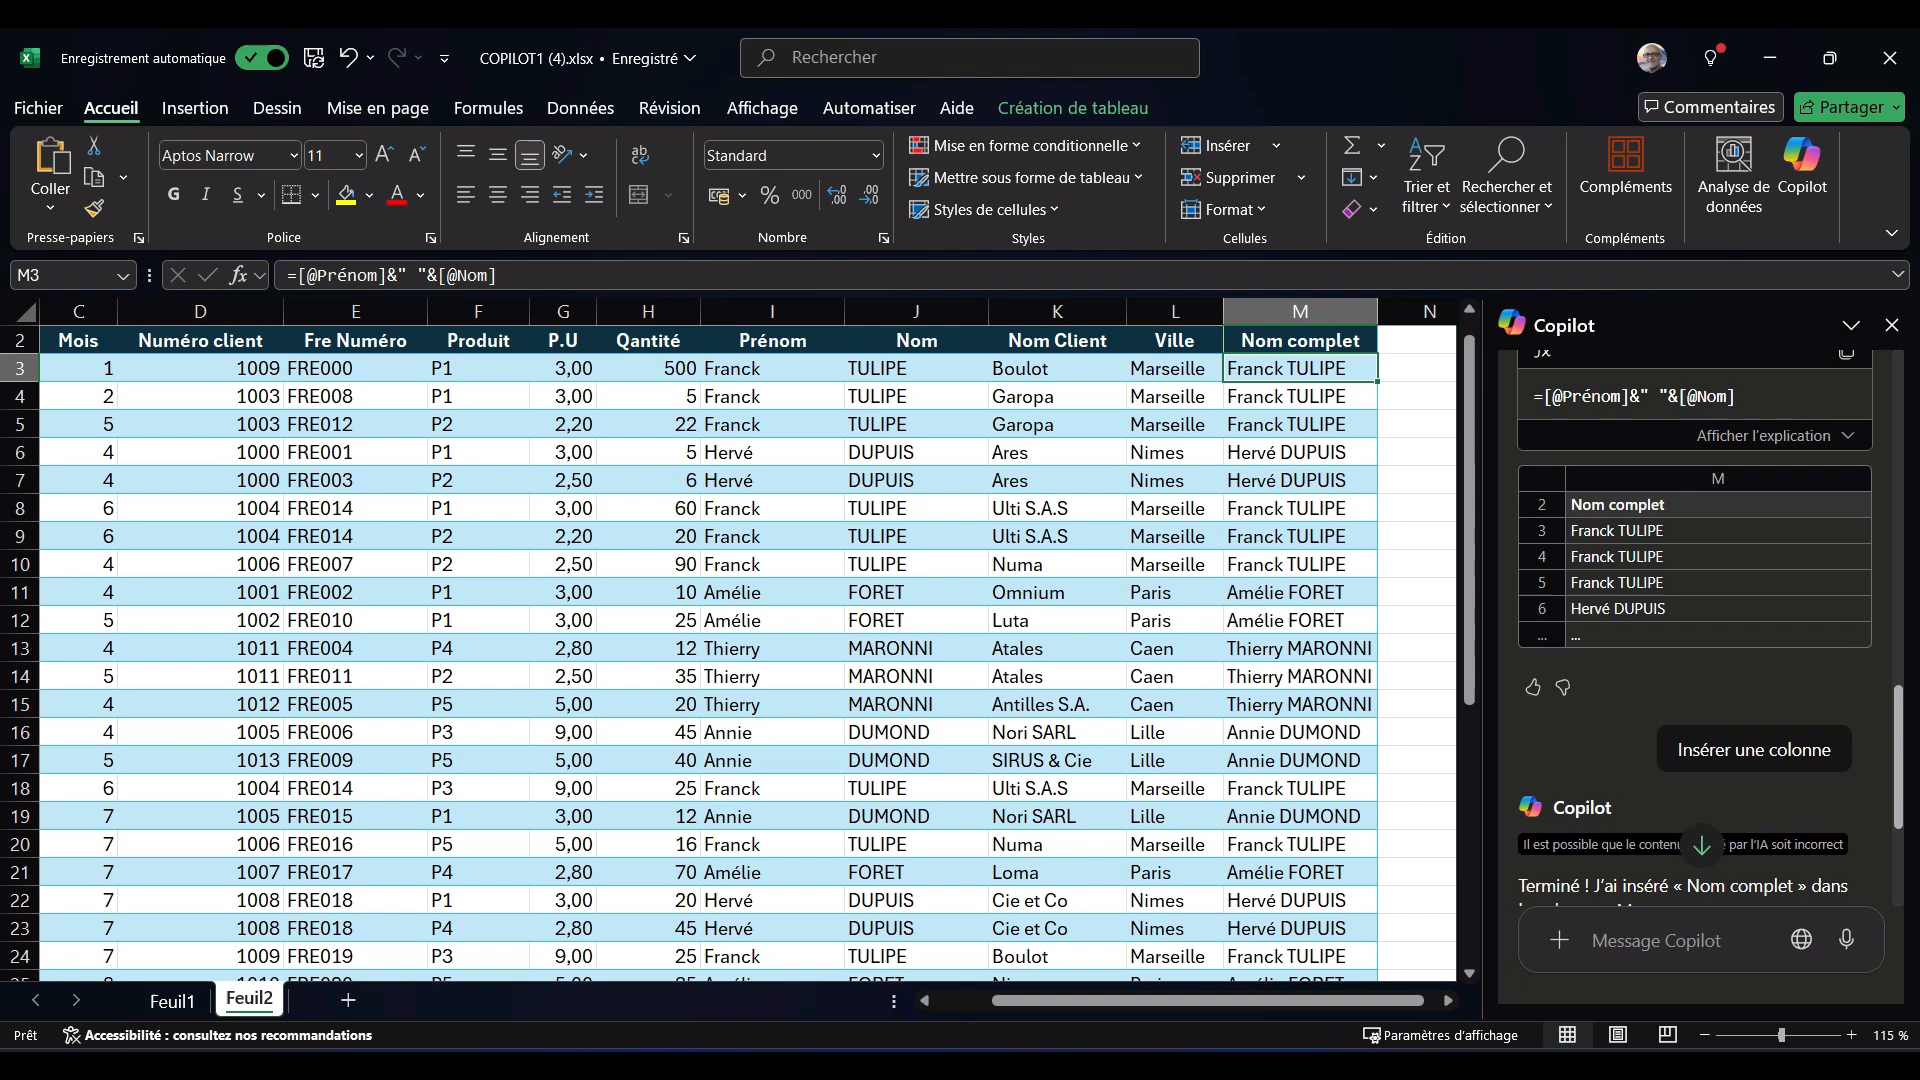 Enregistrement automatique COPILOT1 (4).xlsx • Enregistré Rechercher
Fichier Accueil Insertion Dessin Mise en page Formules Données Révision Affichage Automatiser Aide Création de tableau Commentaires Partager
Coller
Presse-papiers
Aptos Narrow 11
G I S
Police
Alignement
Standard
% 000
Nombre
Mise en forme conditionnelle
Mettre sous forme de tableau
Styles de cellules
Styles
Insérer
Supprimer
Format
Cellules
Trier et filtrer
Rechercher et sélectionner
Édition
Compléments
Compléments
Analyse de données
Copilot
M3 fx =[@Prénom]&" "&[@Nom]
C D E F G H I J K L M N
2 Mois Numéro client Fre Numéro Produit P.U Qantité Prénom Nom Nom Client Ville Nom complet
3 1 1009 FRE000 P1 3,00 500 Franck TULIPE Boulot Marseille Franck TULIPE
4 2 1003 FRE008 P1 3,00 5 Franck TULIPE Garopa Marseille Franck TULIPE
5 5 1003 FRE012 P2 2,20 22 Franck TULIPE Garopa Marseille Franck TULIPE
6 4 1000 FRE001 P1 3,00 5 Hervé DUPUIS Ares Nimes Hervé DUPUIS
7 4 1000 FRE003 P2 2,50 6 Hervé DUPUIS Ares Nimes Hervé DUPUIS
8 6 1004 FRE014 P1 3,00 60 Franck TULIPE Ulti S.A.S Marseille Franck TULIPE
9 6 1004 FRE014 P2 2,20 20 Franck TULIPE Ulti S.A.S Marseille Franck TULIPE
10 4 1006 FRE007 P2 2,50 90 Franck TULIPE Numa Marseille Franck TULIPE
11 4 1001 FRE002 P1 3,00 10 Amélie FORET Omnium Paris Amélie FORET
12 5 1002 FRE010 P1 3,00 25 Amélie FORET Luta Paris Amélie FORET
13 4 1011 FRE004 P4 2,80 12 Thierry MARONNI Atales Caen Thierry MARONNI
14 5 1011 FRE011 P2 2,50 35 Thierry MARONNI Atales Caen Thierry MARONNI
15 4 1012 FRE005 P5 5,00 20 Thierry MARONNI Antilles S.A. Caen Thierry MARONNI
16 4 1005 FRE006 P3 9,00 45 Annie DUMOND Nori SARL Lille Annie DUMOND
17 5 1013 FRE009 P5 5,00 40 Annie DUMOND SIRUS & Cie Lille Annie DUMOND
18 6 1004 FRE014 P3 9,00 25 Franck TULIPE Ulti S.A.S Marseille Franck TULIPE
19 7 1005 FRE015 P1 3,00 12 Annie DUMOND Nori SARL Lille Annie DUMOND
20 7 1006 FRE016 P5 5,00 16 Franck TULIPE Numa Marseille Franck TULIPE
21 7 1007 FRE017 P4 2,80 70 Amélie FORET Loma Paris Amélie FORET
22 7 1008 FRE018 P1 3,00 20 Hervé DUPUIS Cie et Co Nimes Hervé DUPUIS
23 7 1008 FRE018 P4 2,80 45 Hervé DUPUIS Cie et Co Nimes Hervé DUPUIS
24 7 1009 FRE019 P3 9,00 25 Franck TULIPE Boulot Marseille Franck TULIPE
Copilot
fx
=[@Prénom]&" "&[@Nom]
Afficher l'explication
M
2 Nom complet
3 Franck TULIPE
4 Franck TULIPE
5 Franck TULIPE
6 Hervé DUPUIS
... ...
Insérer une colonne
Copilot
Il est possible que le par l'IA soit incorrect
Terminé ! J'ai inséré « Nom complet » dans
Message Copilot
Feuil1 Feuil2
Prêt Accessibilité : consultez nos recommandations Paramètres d'affichage 115 %